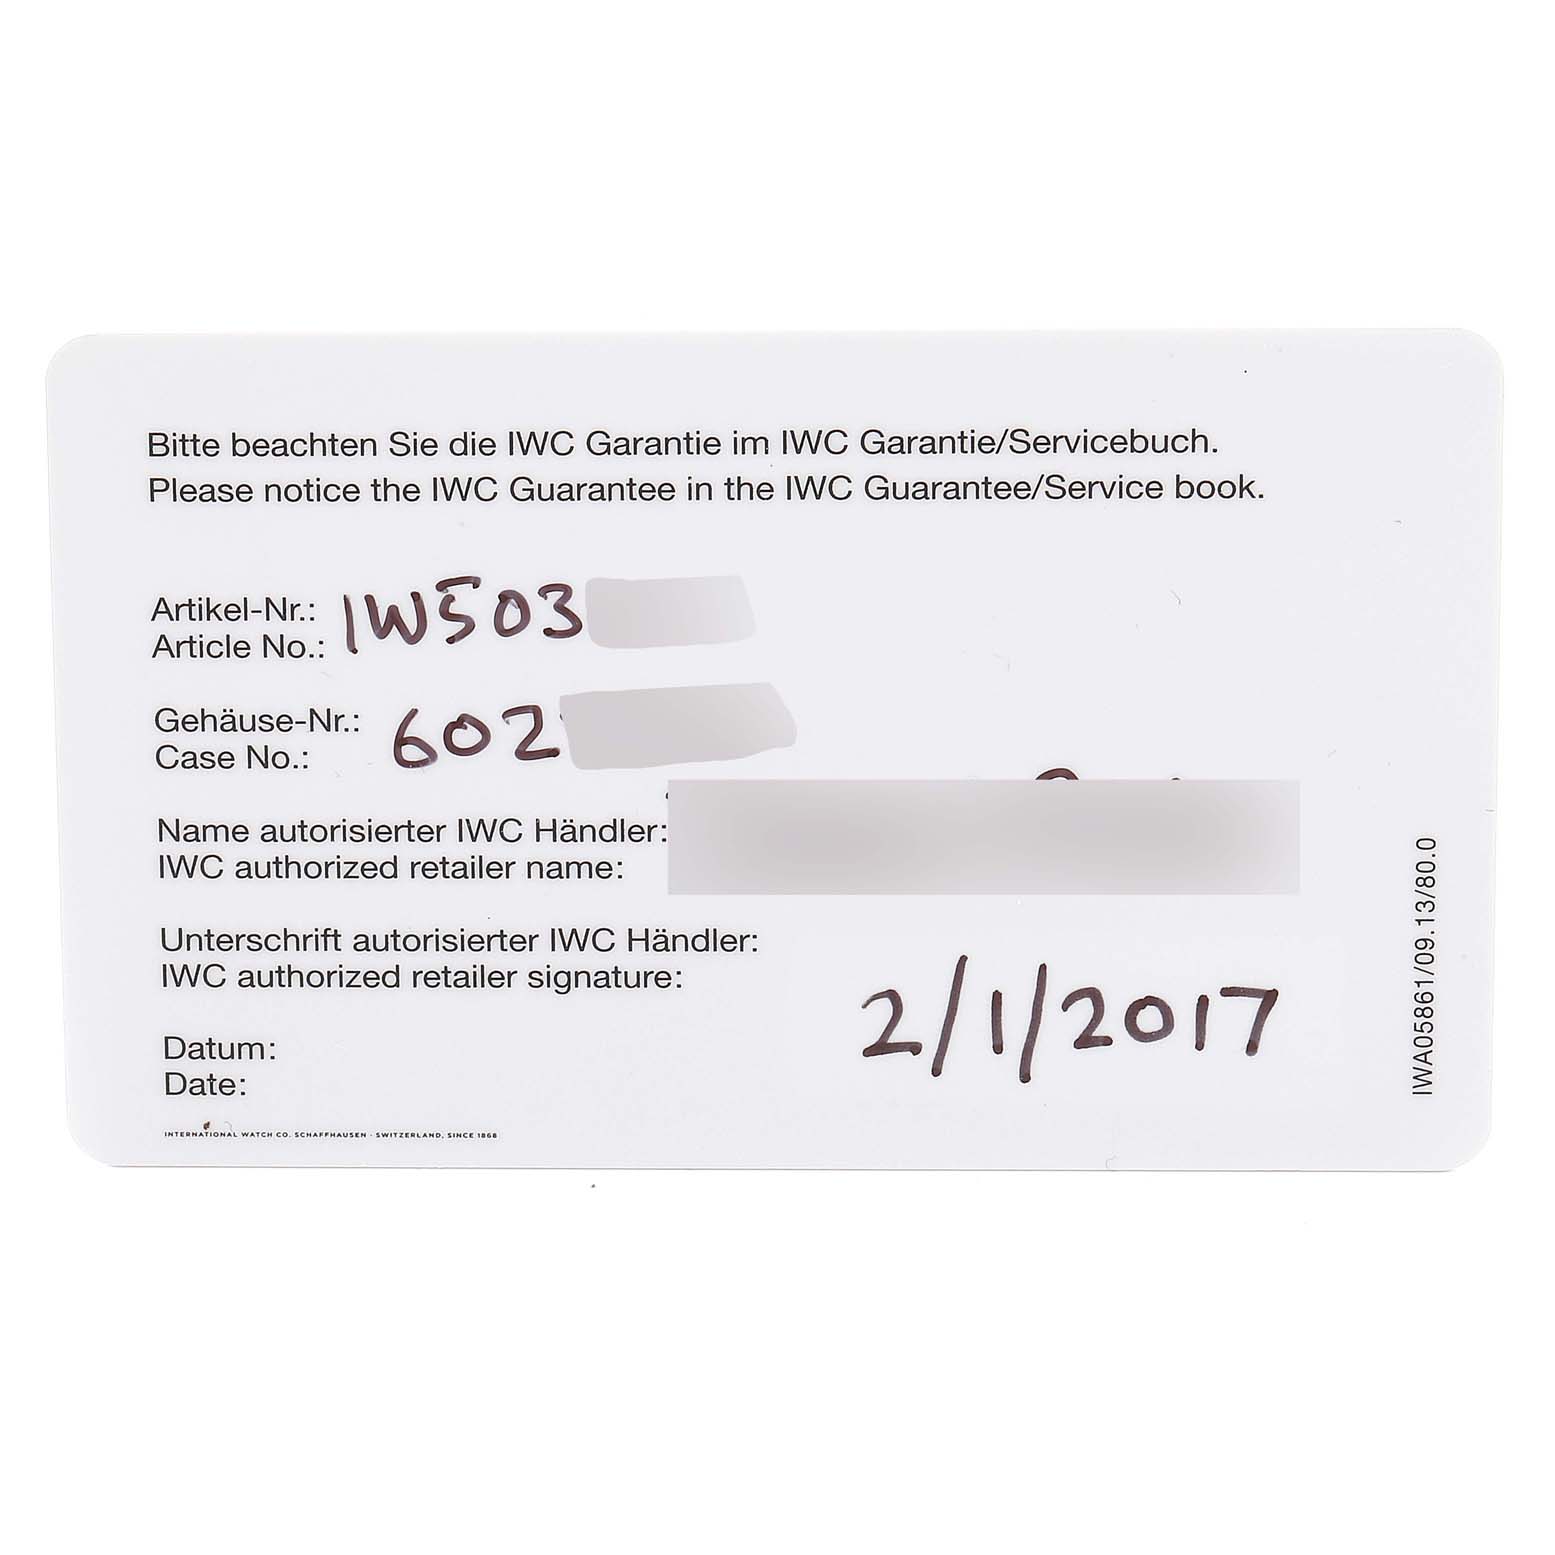 Bitte beachten Sie die IWC Garantie im IWC Garantie/Servicebuch.
Please notice the IWC Guarantee in the IWC Guarantee/Service book.
Artikel-Nr.:
Article No.: IW503
Gehäuse-Nr.:
Case No.: 602
Name autorisierter IWC Händler:
IWC authorized retailer name:
Unterschrift autorisierter IWC Händler:
IWC authorized retailer signature:
2/1/2017
Datum:
Date:
INTERNATIONAL WATCH CO. SCHAFFHAUSEN - SWITZERLAND, SINCE 1868
IWA05861/09.13/80.0